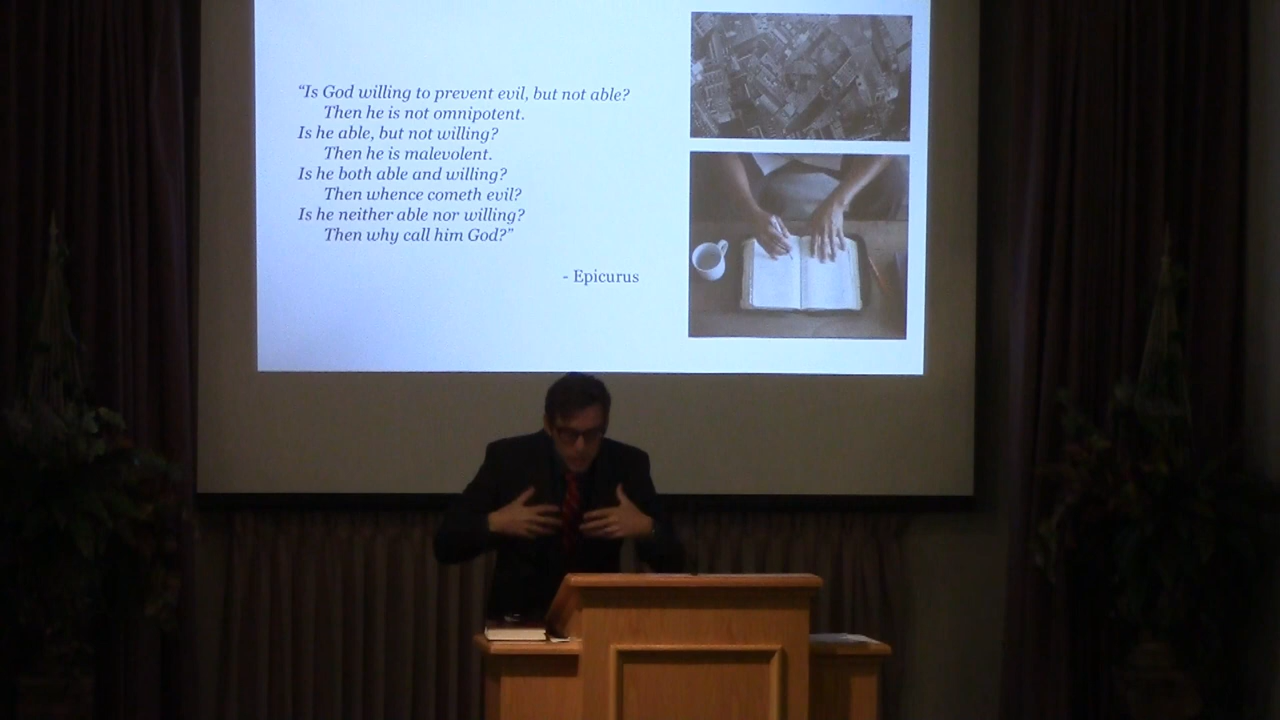 “Is God willing to prevent evil, but not able?
Then he is not omnipotent.
Is he able, but not willing?
Then he is malevolent.
Is he both able and willing?
Then whence cometh evil?
Is he neither able nor willing?
Then why call him God?”
- Epicurus